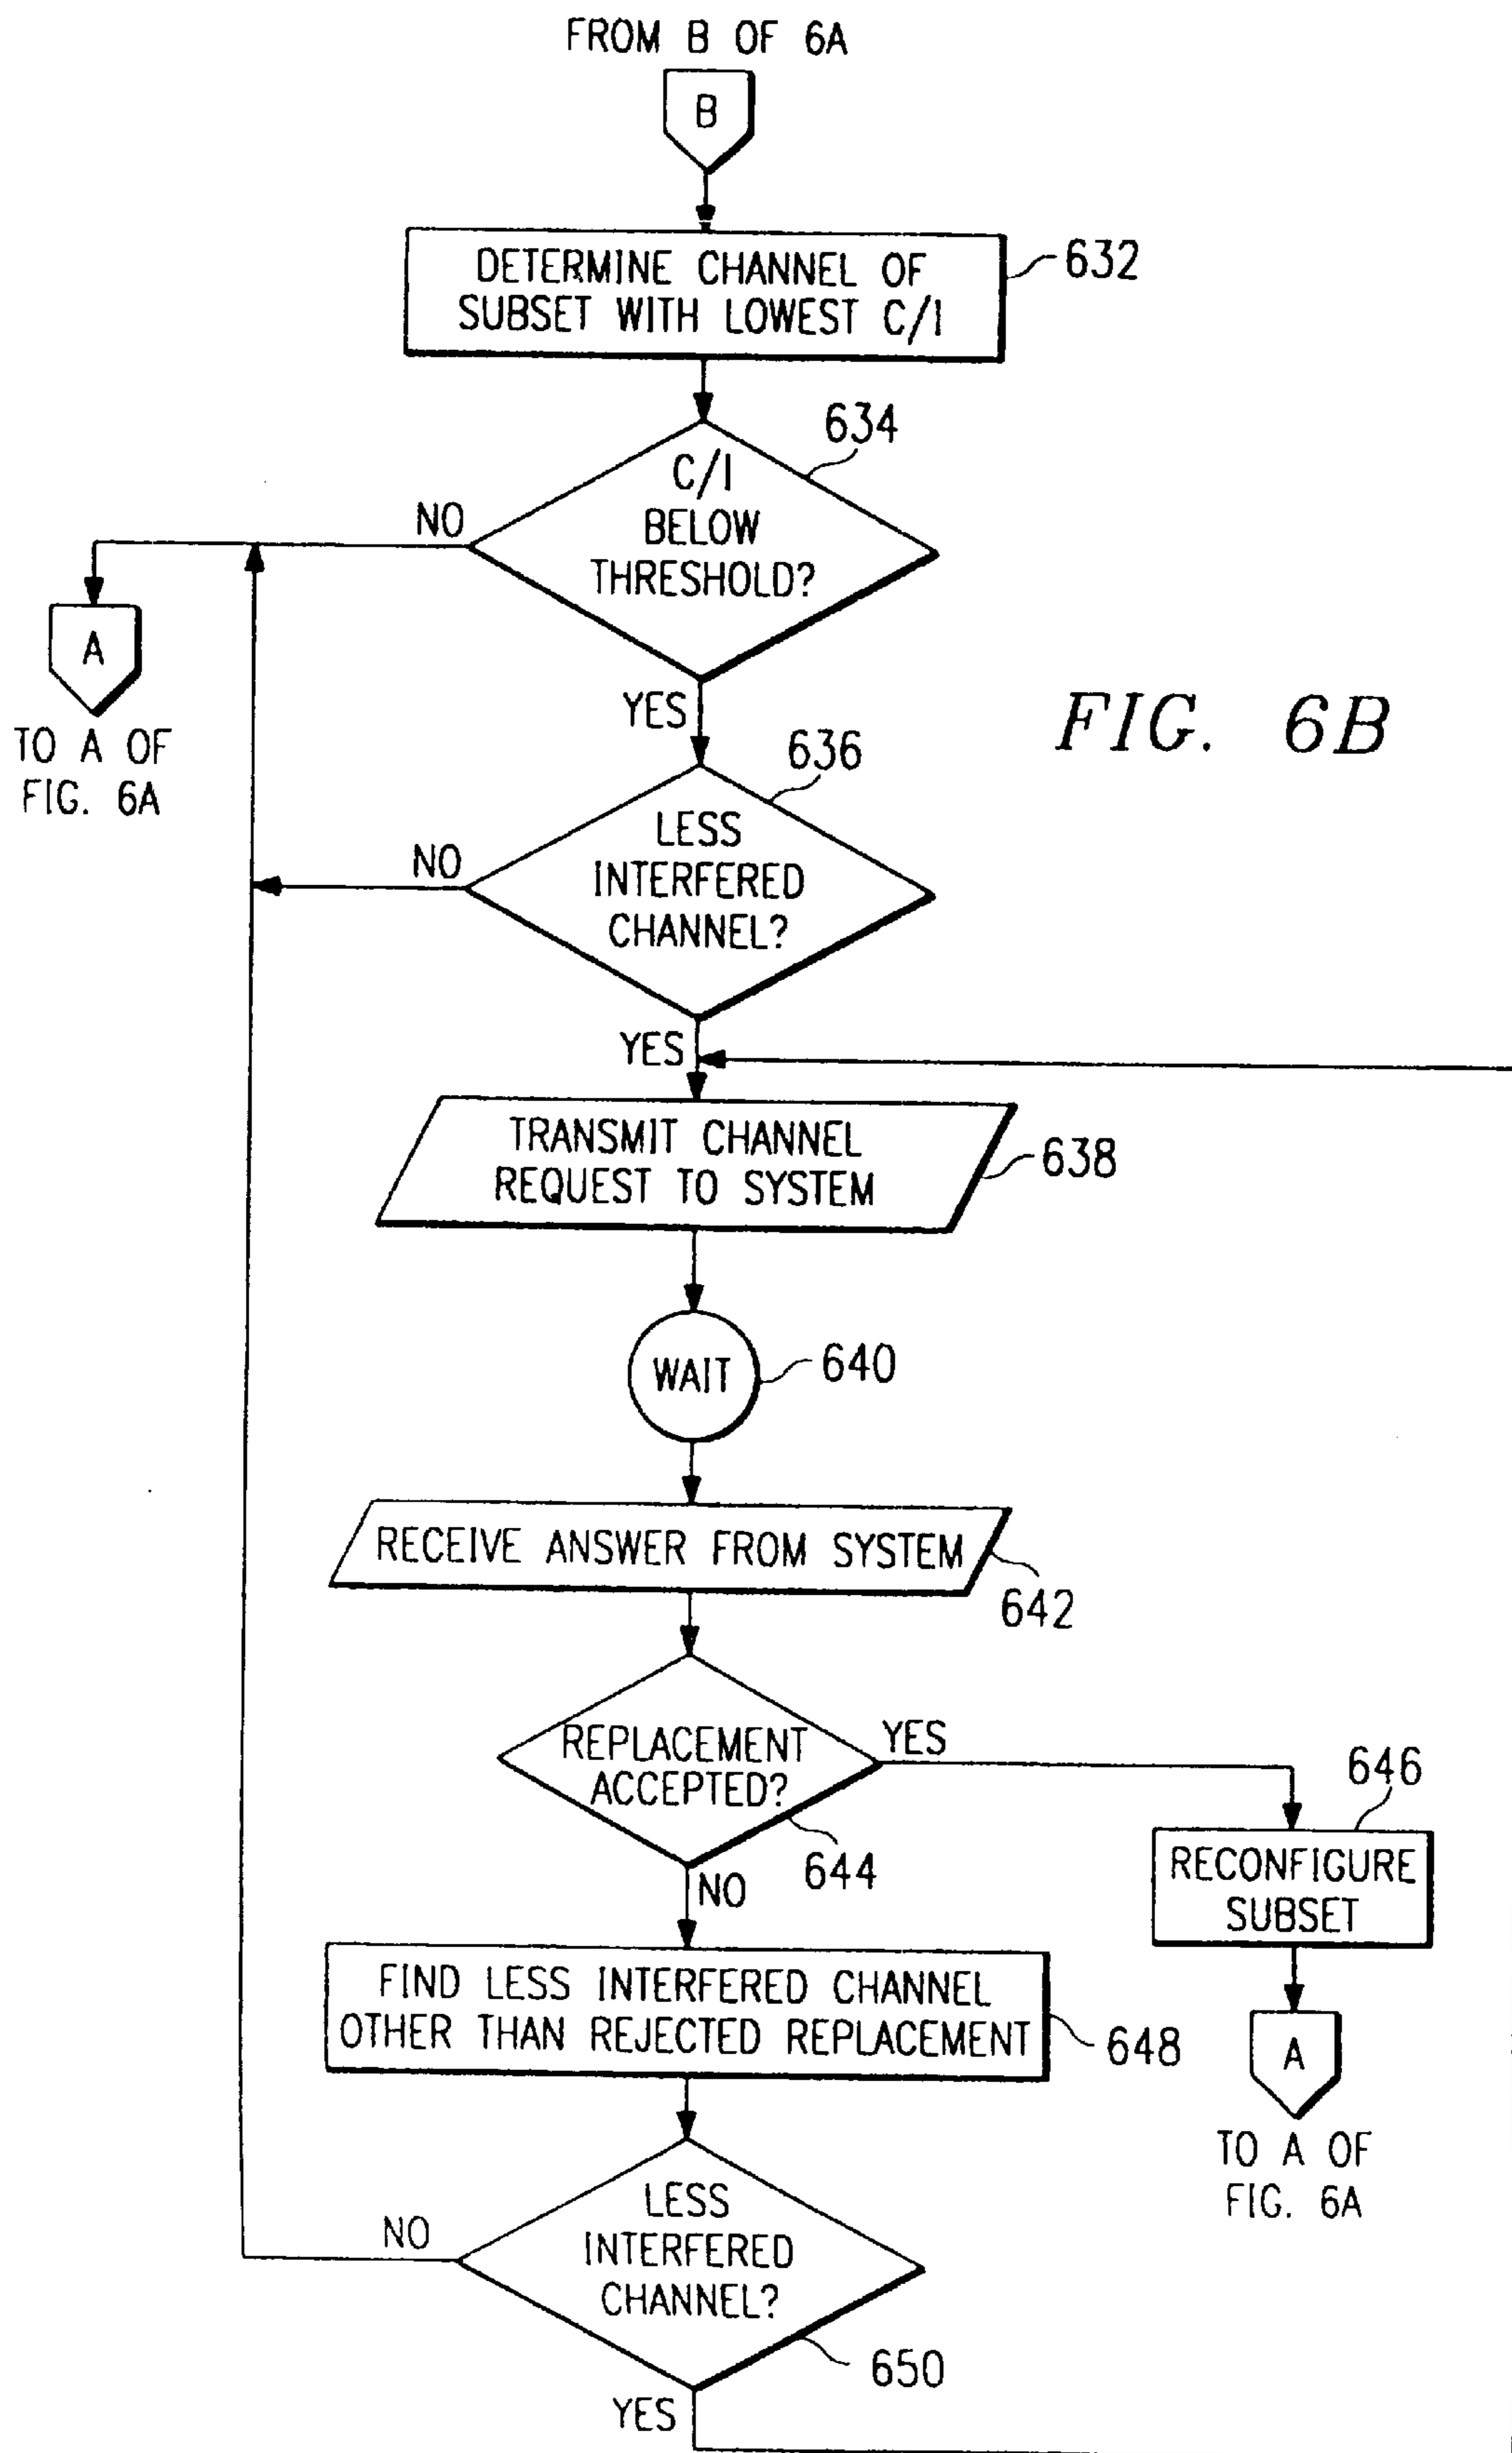 FROM B OF 6A
B
DETERMINE CHANNEL OF
SUBSET WITH LOWEST C/I
632
634
C/I
BELOW
THRESHOLD?
NO
A
TO A OF
FIG. 6A
YES
FIG. 6B
636
LESS
INTERFERED
CHANNEL?
NO
YES
TRANSMIT CHANNEL
REQUEST TO SYSTEM
638
WAIT
640
RECEIVE ANSWER FROM SYSTEM
642
REPLACEMENT
ACCEPTED?
YES
644
646
RECONFIGURE
SUBSET
NO
FIND LESS INTERFERED CHANNEL
OTHER THAN REJECTED REPLACEMENT
648
A
TO A OF
FIG. 6A
LESS
INTERFERED
CHANNEL?
NO
650
YES